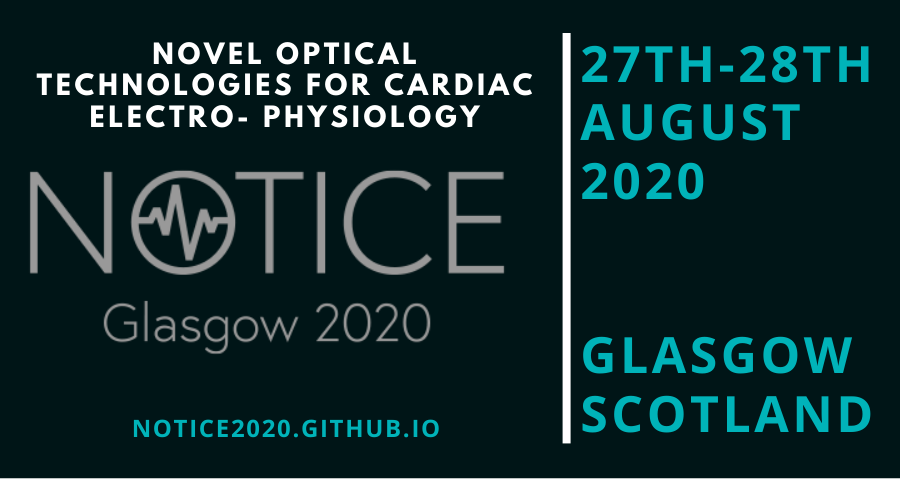 NOVEL OPTICAL
TECHNOLOGIES FOR CARDIAC
ELECTRO- PHYSIOLOGY
NOTICE
Glasgow 2020
NOTICE2020.GITHUB.IO
27TH-28TH
AUGUST
2020
GLASGOW
SCOTLAND